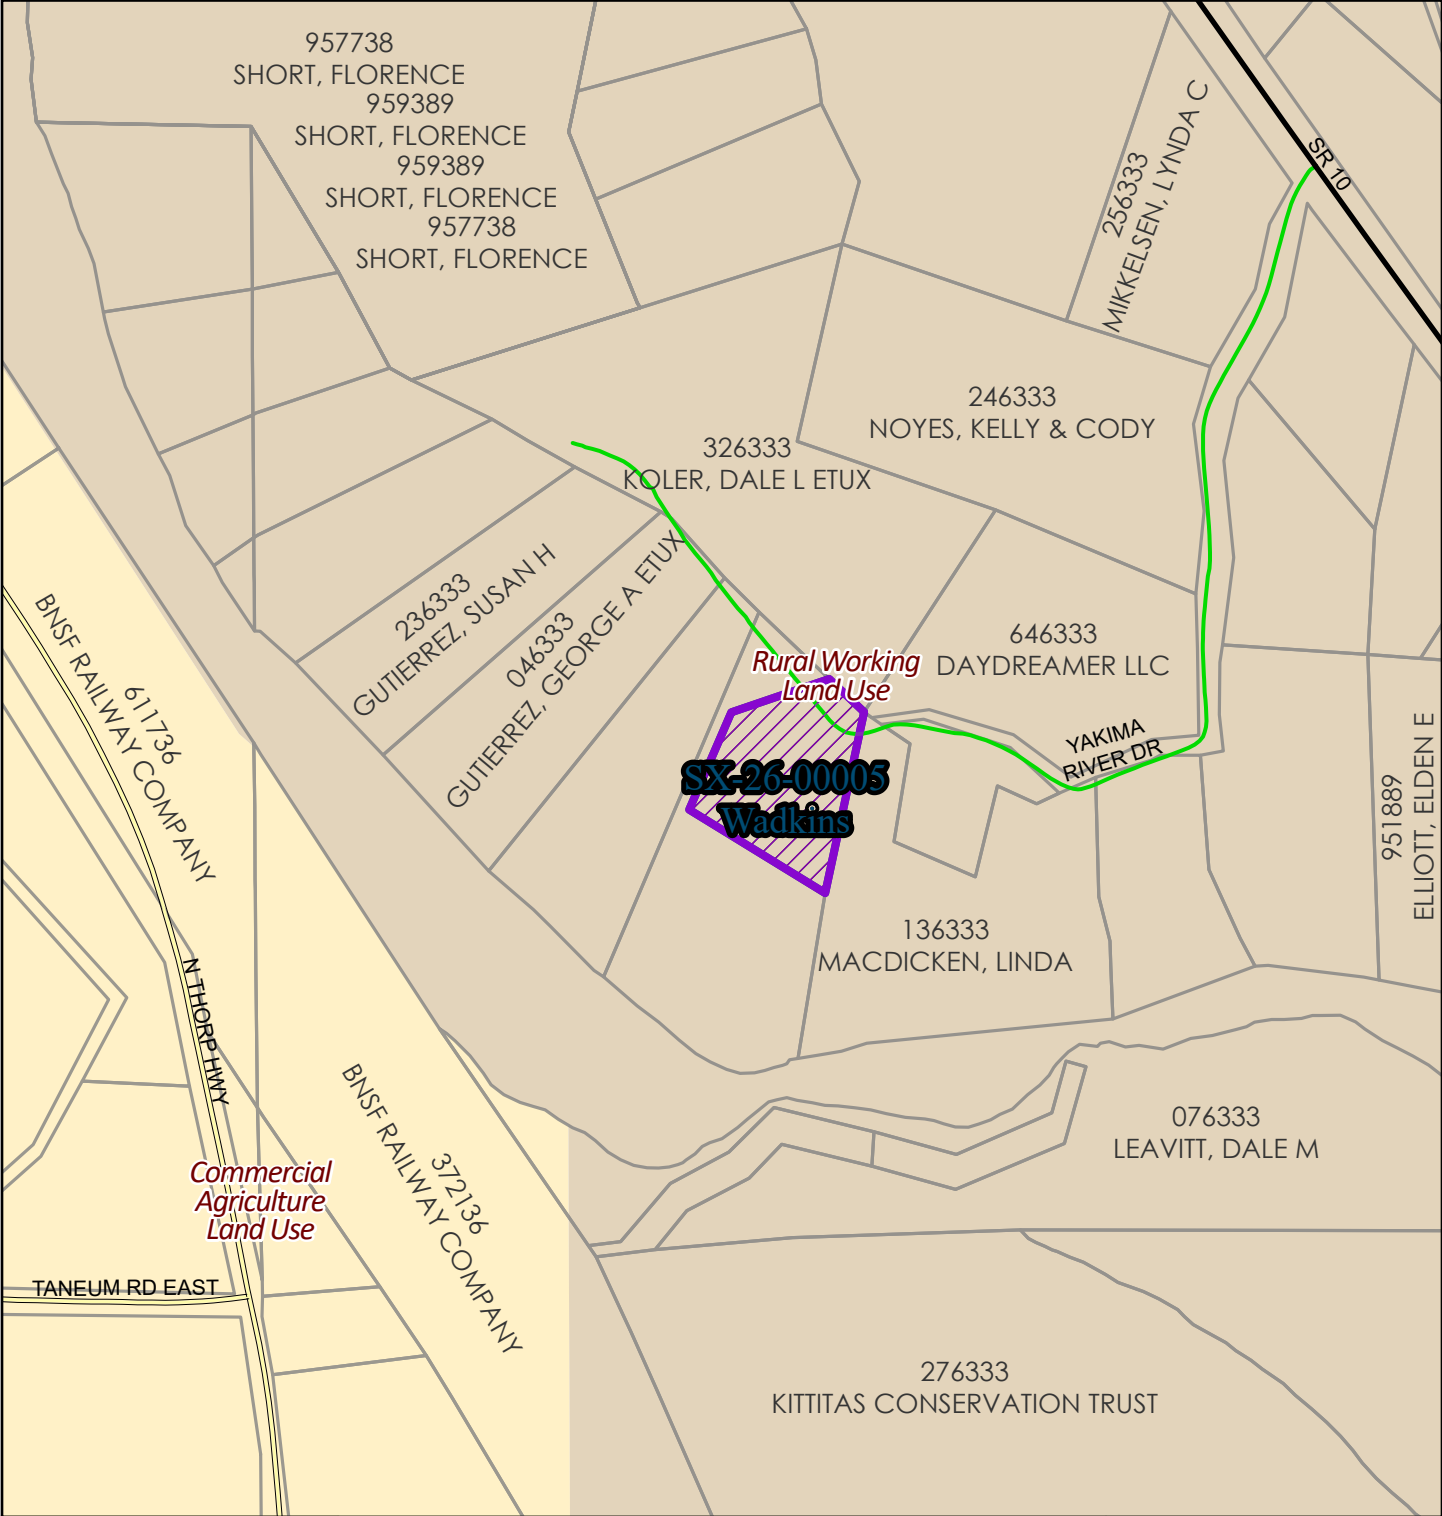 957738
SHORT, FLORENCE
959389
SHORT, FLORENCE
959389
SHORT, FLORENCE
957738
SHORT, FLORENCE
256333
MIKKELSEN, LYNDA C
SR 10
246333
NOYES, KELLY & CODY
326333
KOLER, DALE L ETUX
236333
GUTIERREZ, SUSAN H
046333
GUTIERREZ, GEORGE A ETUX
646333
DAYDREAMER LLC
Rural Working
Land Use
YAKIMA
RIVER DR
611736
BNSF RAILWAY COMPANY
SX-26-00005
Wadkins
951889
ELLIOTT, ELDEN E
136333
MACDICKEN, LINDA
N THORP HWY
076333
LEAVITT, DALE M
372136
BNSF RAILWAY COMPANY
Commercial
Agriculture
Land Use
TANEUM RD EAST
276333
KITTITAS CONSERVATION TRUST